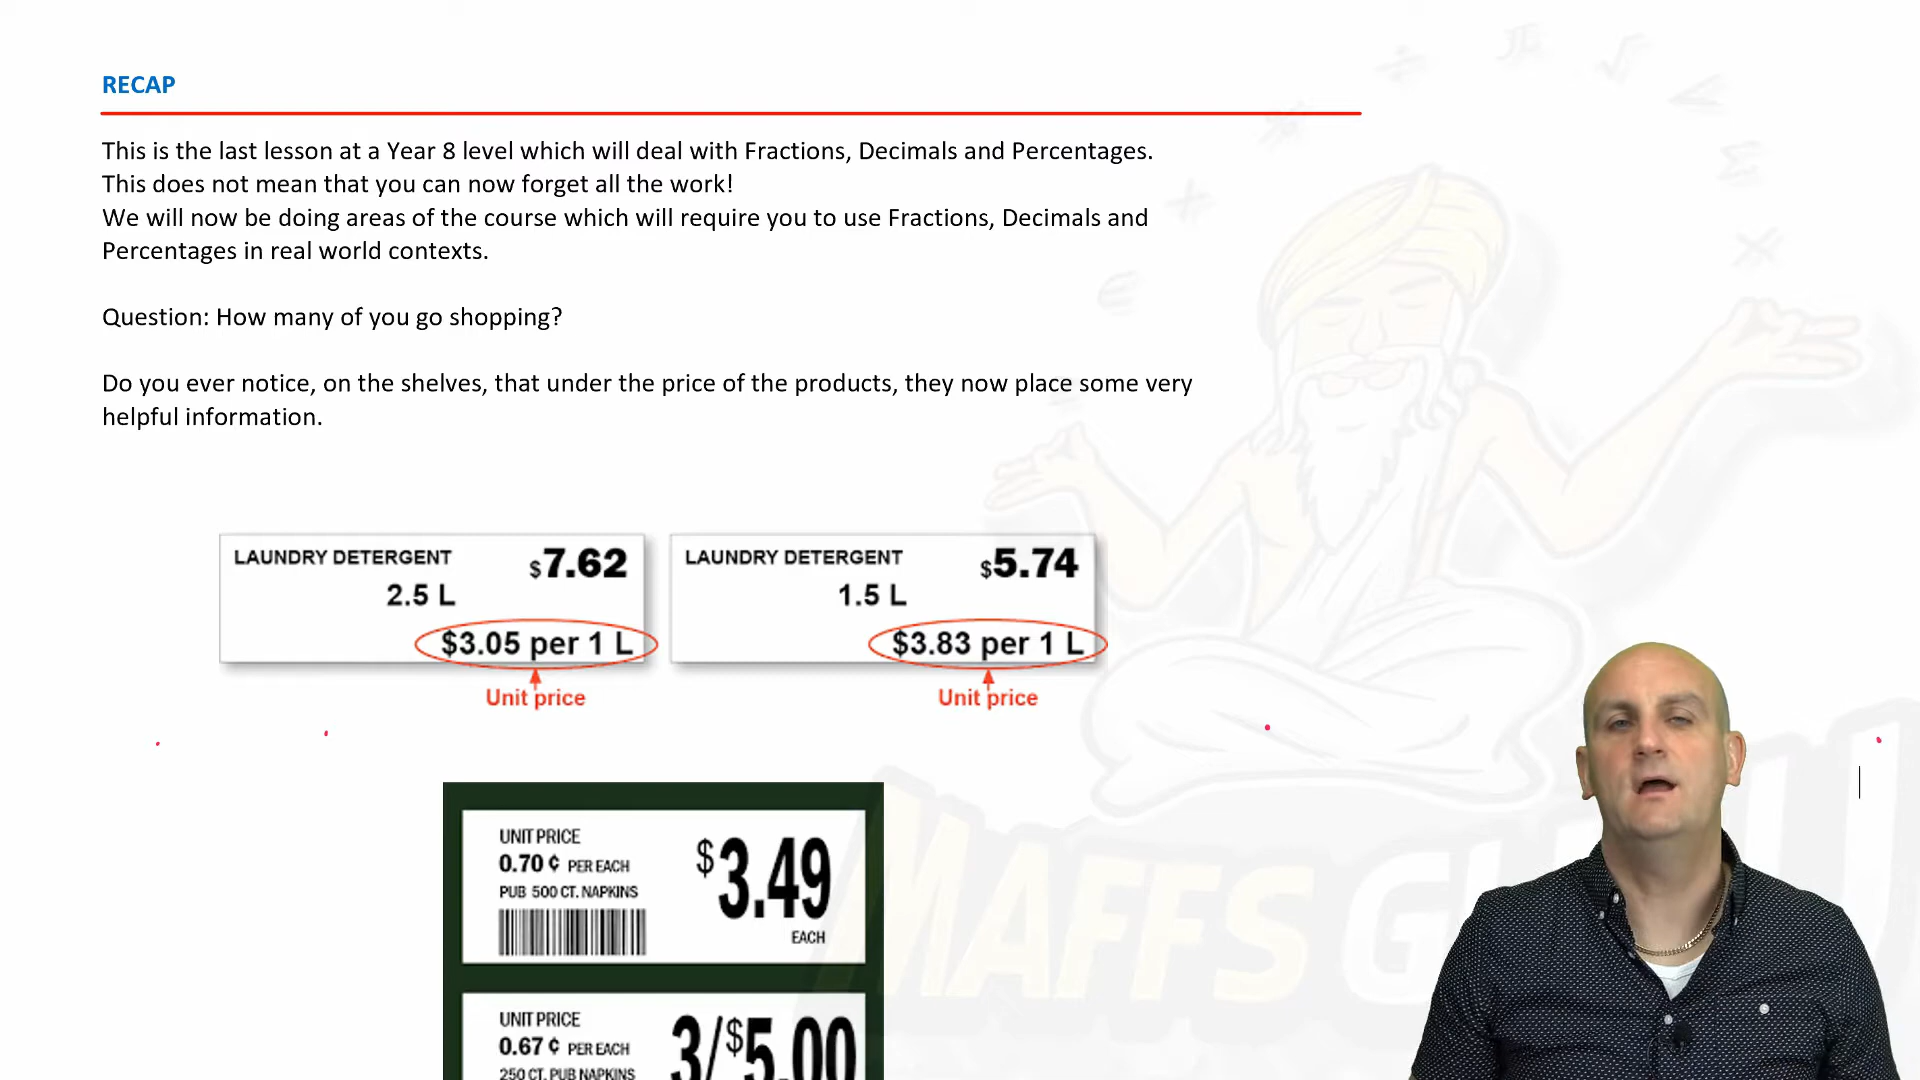 RECAP
This is the last lesson at a Year 8 level which will deal with Fractions, Decimals and Percentages.
This does not mean that you can now forget all the work!
We will now be doing areas of the course which will require you to use Fractions, Decimals and
Percentages in real world contexts.
Question: How many of you go shopping?
Do you ever notice, on the shelves, that under the price of the products, they now place some very
helpful information.
LAUNDRY DETERGENT $7.62
2.5 L
$3.05 per 1 L
Unit price
LAUNDRY DETERGENT $5.74
1.5 L
$3.83 per 1 L
Unit price
UNIT PRICE
0.70 ¢ PER EACH
PUB 500 CT. NAPKINS
$3.49
EACH
UNIT PRICE
0.67 ¢ PER EACH
250 CT. PUB NAPKINS
3/$5.00
MAFFS